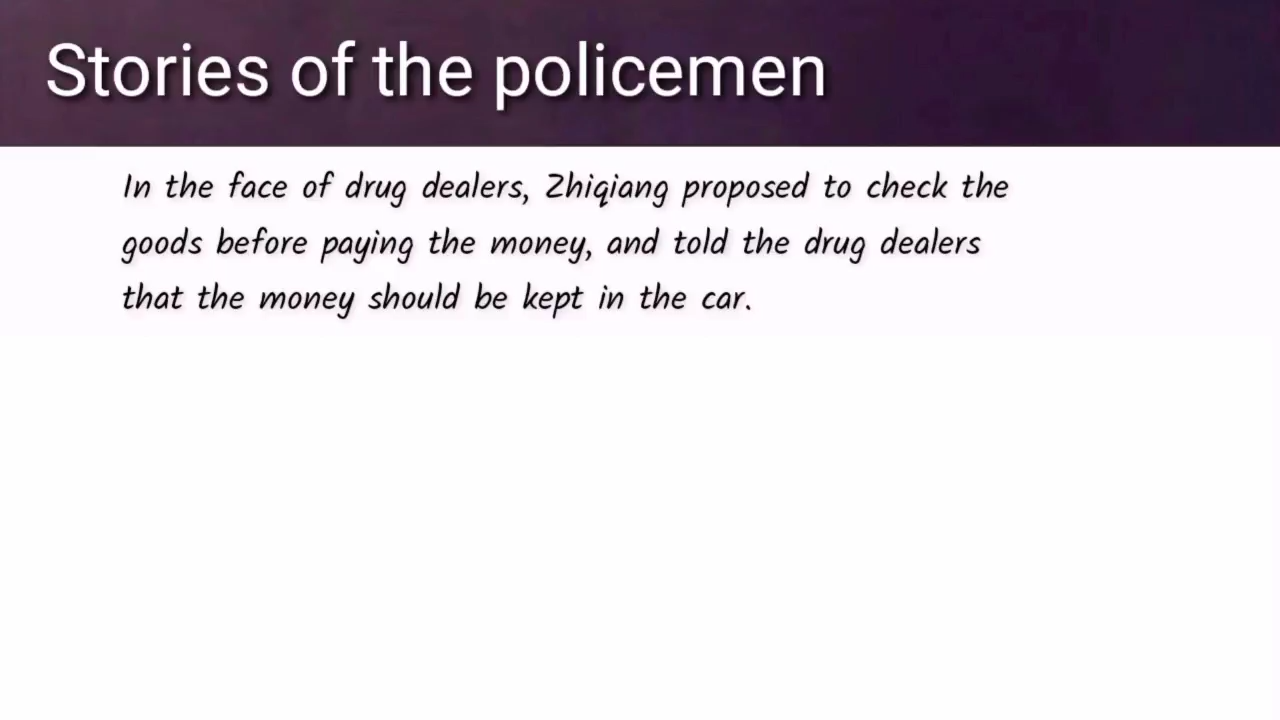 Stories of the policemen
In the face of drug dealers, Zhiqiang proposed to check the
goods before paying the money, and told the drug dealers
that the money should be kept in the car.